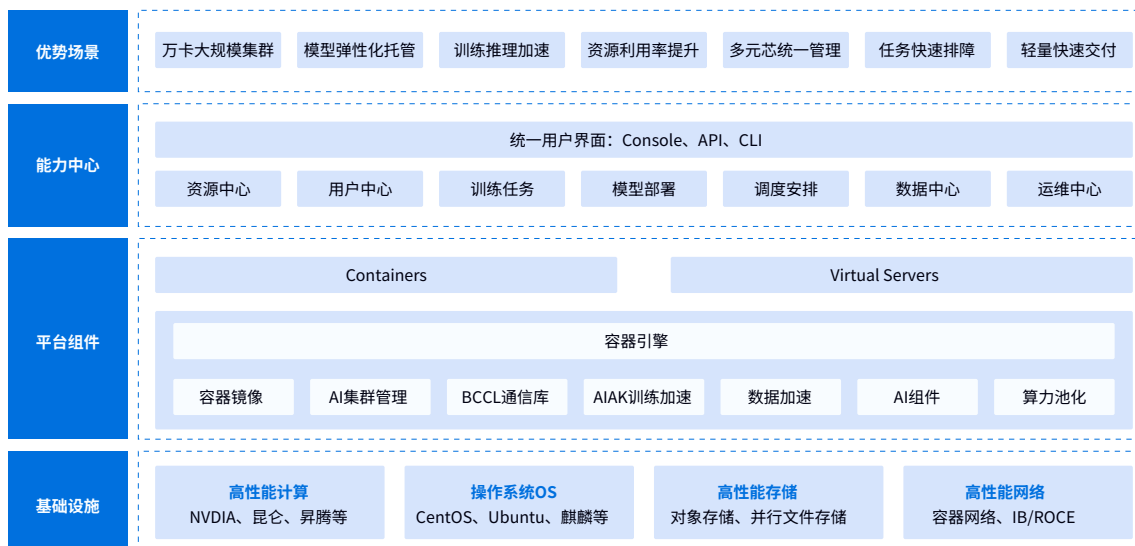 优势场景
万卡大规模集群 模型弹性化托管 训练推理加速 资源利用率提升 多元芯统一管理 任务快速排障 轻量快速交付
能力中心
统一用户界面：Console、API、CLI
资源中心 用户中心 训练任务 模型部署 调度安排 数据中心 运维中心
平台组件
Containers Virtual Servers
容器引擎
容器镜像 AI集群管理 BCCL通信库 AIAK训练加速 数据加速 AI组件 算力池化
基础设施
高性能计算 操作系统OS 高性能存储 高性能网络
NVDIA、昆仑、昇腾等 CentOS、Ubuntu、麒麟等 对象存储、并行文件存储 容器网络、IB/ROCE